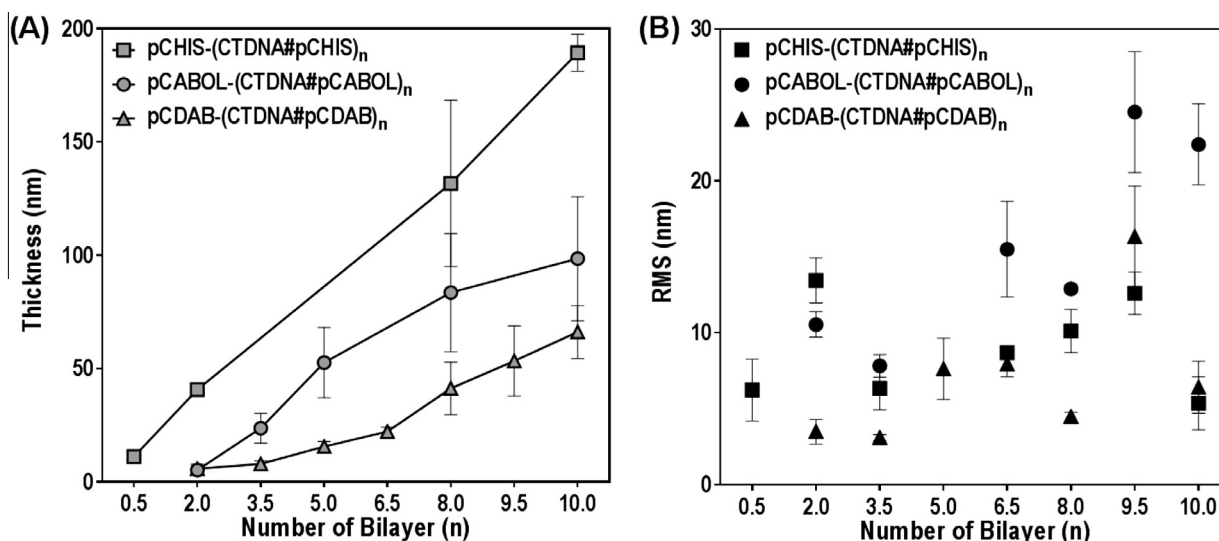 (A)
200
150
100
50
0
Thickness (nm)
pCHIS-(CTDNA#pCHIS)n
pCABOL-(CTDNA#pCABOL)n
pCDAB-(CTDNA#pCDAB)n
0.5 2.0 3.5 5.0 6.5 8.0 9.5 10.0
Number of Bilayer (n)
(B)
30
20
10
0
RMS (nm)
pCHIS-(CTDNA#pCHIS)n
pCABOL-(CTDNA#pCABOL)n
pCDAB-(CTDNA#pCDAB)n
0.5 2.0 3.5 5.0 6.5 8.0 9.5 10.0
Number of Bilayer (n)